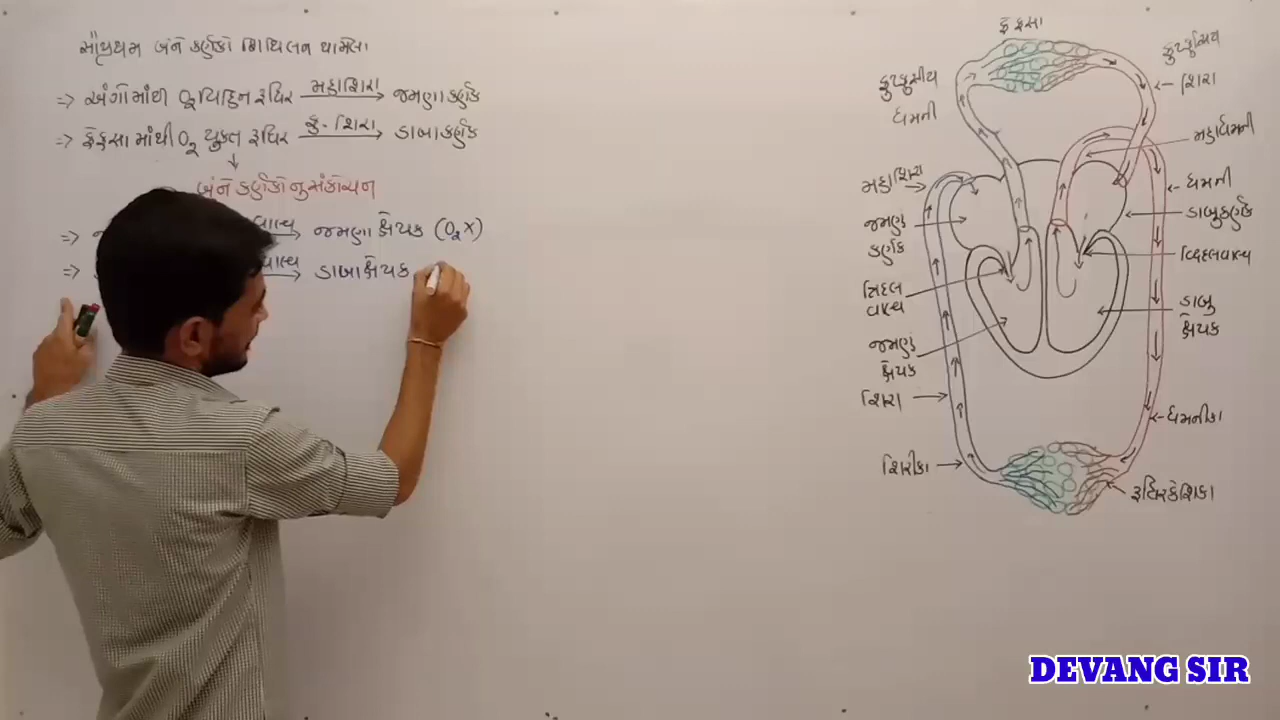 સૌપ્રથમ બંને કર્ણકો શિથિલન પામેલા
=> અંગોમાંથી O₂ વિહિન રુધિર મહાશિરા → જમણા કર્ણક
=> ફેફસામાંથી O₂ યુક્ત રુધિર ફુ-શિરા → ડાબા કર્ણક
↓
બંને કર્ણકોનુ સંકોચન
=> વાલ્વ → જમણા ક્ષેપક (O₂ X)
=> વાલ્વ → ડાબા ક્ષેપક
ફેફસા
ફુપ્ફુસીય
ધમની
ફુપ્ફુસિય
શિરા
મહાધમની
મહાશિરા
ધમની
જમણુ
કર્ણક
ડાબુ કર્ણક
ત્રિદલ
વાલ્વ
દ્વિદલ વાલ્વ
જમણુ
ક્ષેપક
ડાબુ
ક્ષેપક
શિરા
ધમનીકા
શિરીકા
રુધિરકેશિકા
DEVANG SIR